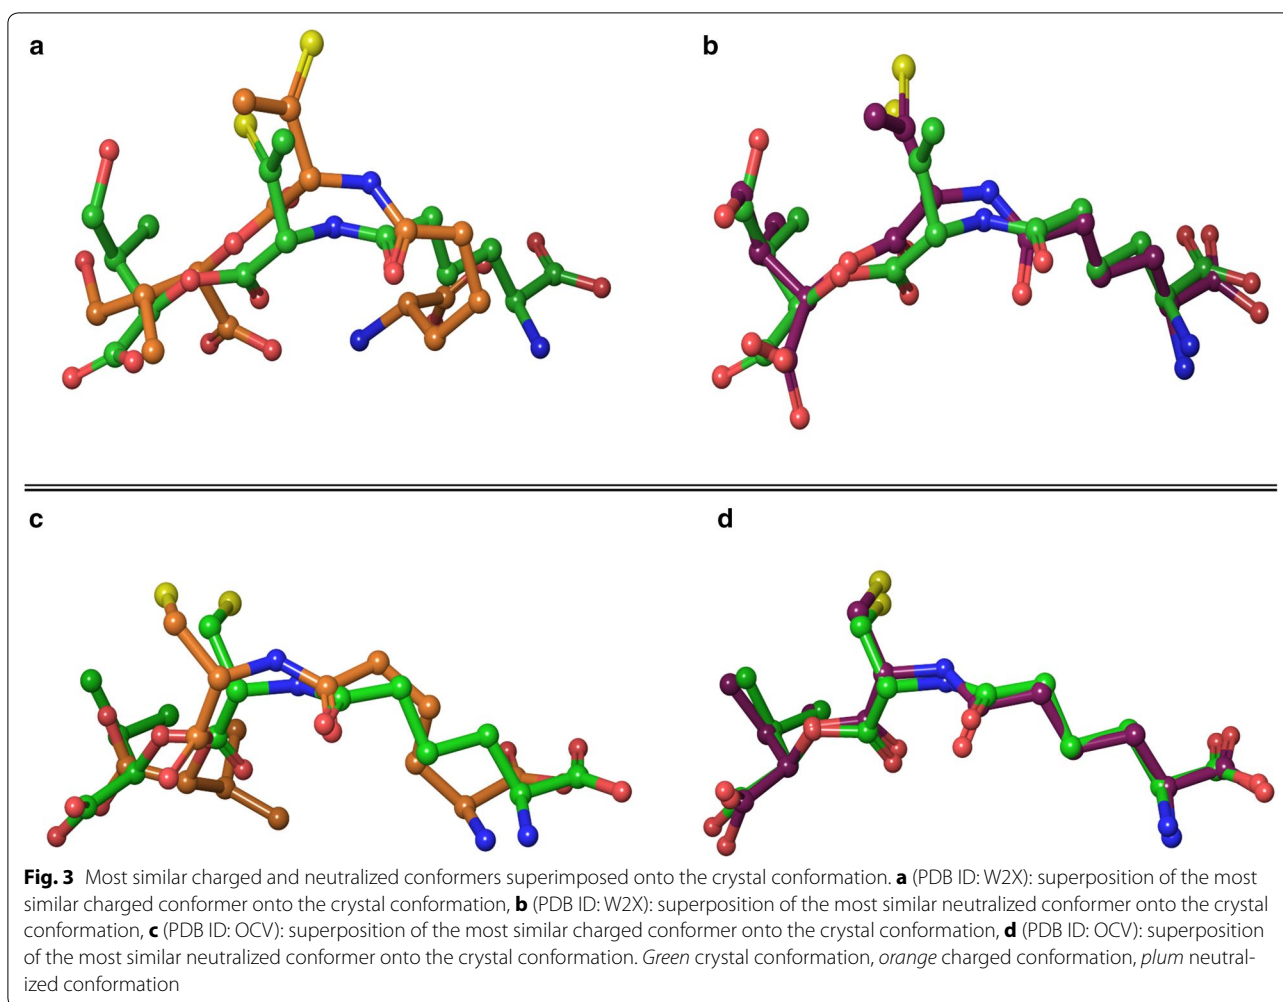 a
b
c
d
Fig. 3 Most similar charged and neutralized conformers superimposed onto the crystal conformation. a (PDB ID: W2X): superposition of the most
similar charged conformer onto the crystal conformation, b (PDB ID: W2X): superposition of the most similar neutralized conformer onto the crystal
conformation, c (PDB ID: OCV): superposition of the most similar charged conformer onto the crystal conformation, d (PDB ID: OCV): superposition
of the most similar neutralized conformer onto the crystal conformation. Green crystal conformation, orange charged conformation, plum neutral-
ized conformation